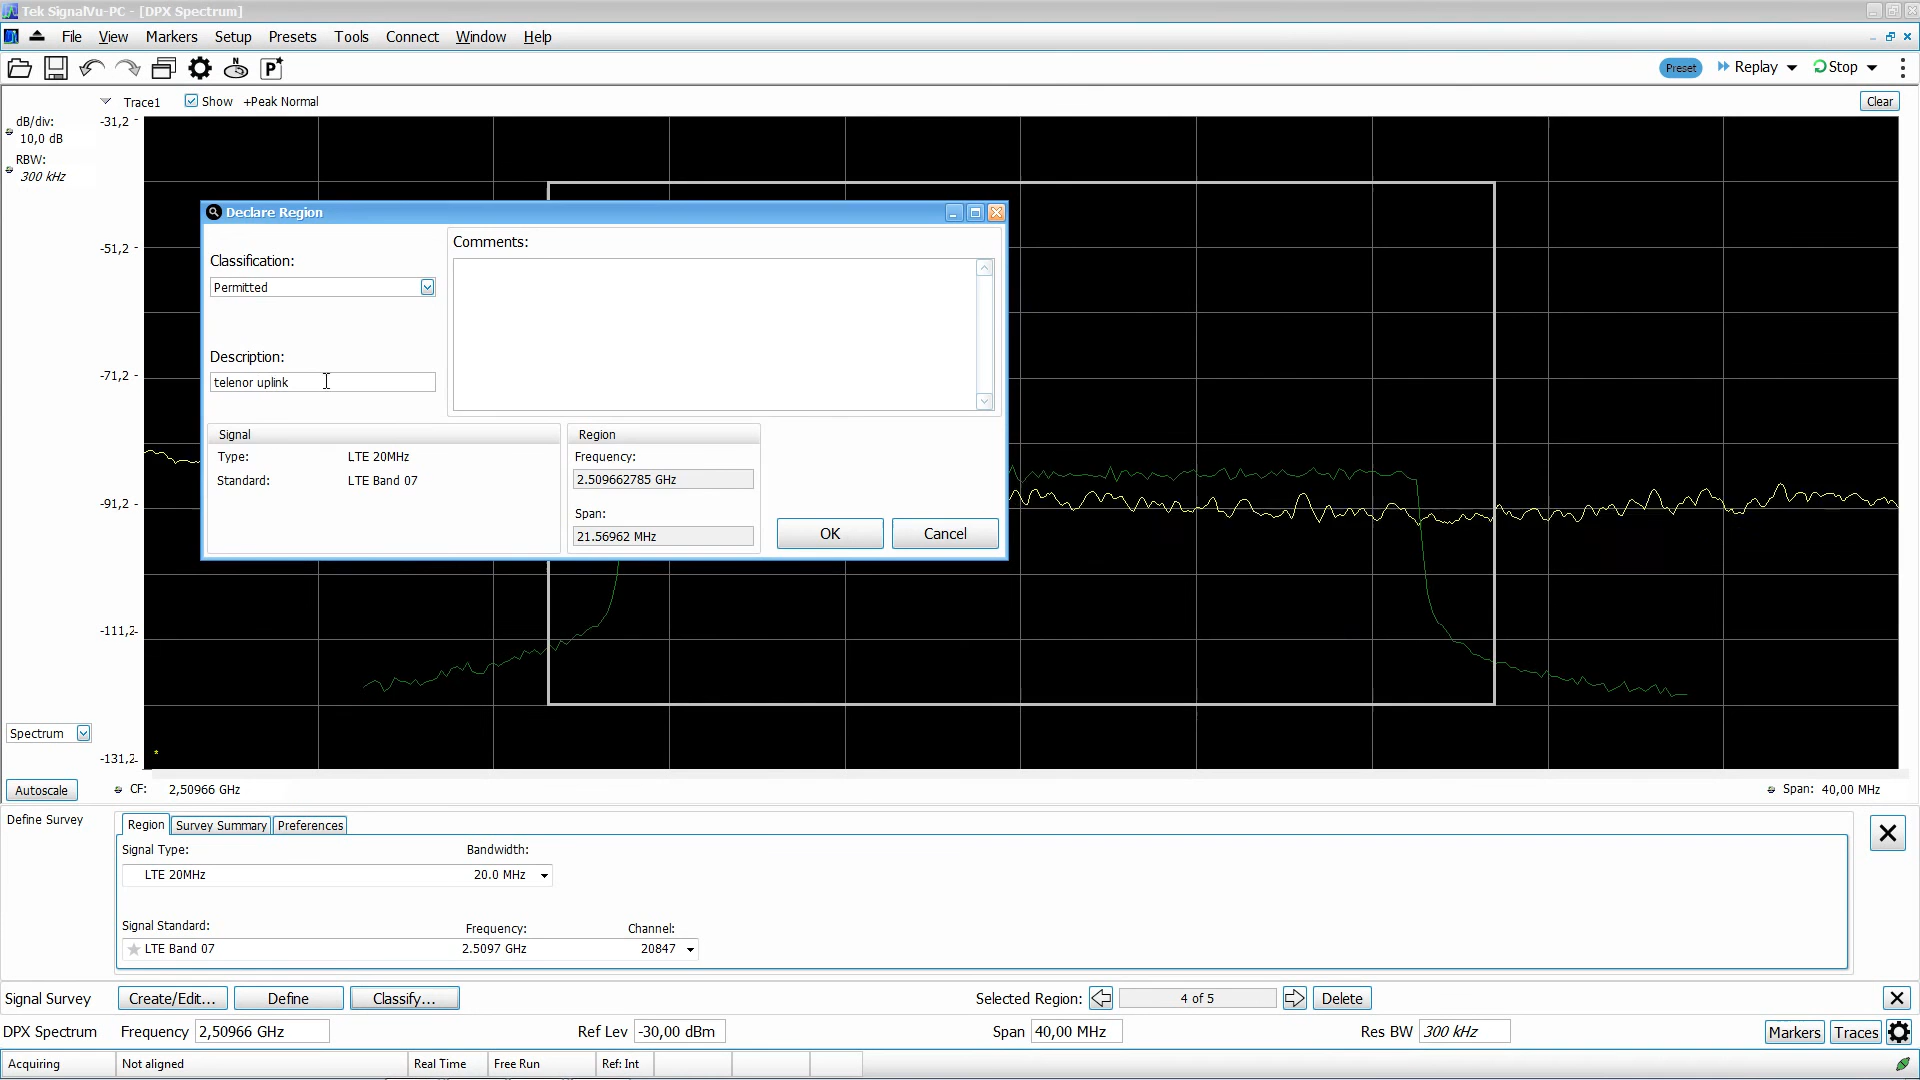 Tek SignalVu-PC - [DPX Spectrum]
File View Markers Setup Presets Tools Connect Window Help
Preset Replay Stop
Trace1 Show +Peak Normal Clear
dB/div:
10,0 dB
RBW:
300 kHz
-31,2
-51,2
-71,2
-91,2
-111,2
-131,2
Declare Region
Classification:
Permitted
Comments:
Description:
telenor uplink
Signal
Type: LTE 20MHz
Standard: LTE Band 07
Region
Frequency:
2.509662785 GHz
Span:
21.56962 MHz
OK Cancel
Spectrum
Autoscale CF: 2,50966 GHz Span: 40,00 MHz
Define Survey
Region Survey Summary Preferences
Signal Type: Bandwidth:
LTE 20MHz 20.0 MHz
Signal Standard: Frequency: Channel:
LTE Band 07 2.5097 GHz 20847
Signal Survey Create/Edit... Define Classify... Selected Region: 4 of 5 Delete
DPX Spectrum Frequency 2,50966 GHz Ref Lev -30,00 dBm Span 40,00 MHz Res BW 300 kHz Markers Traces
Acquiring Not aligned Real Time Free Run Ref: Int